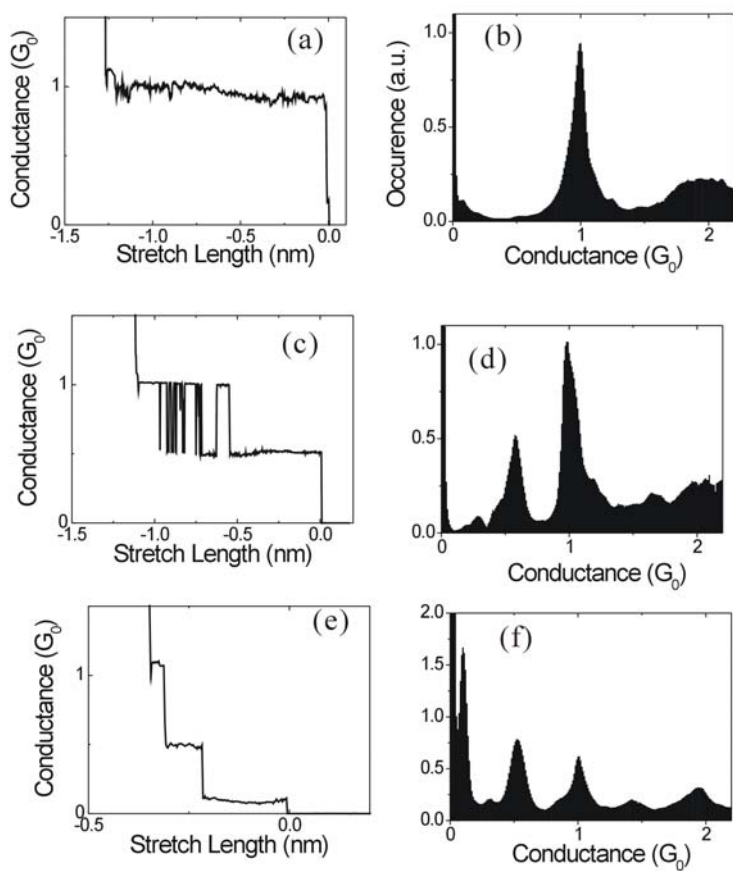 (a)
Conductance (G0)
1
0
-1.5 -1.0 -0.5 0.0
Stretch Length (nm)
(b)
Occurence (a.u.)
1.0
0.5
0.0
0 1 2
Conductance (G0)
(c)
Conductance (G0)
1
0
-1.5 -1.0 -0.5 0.0
Stretch Length (nm)
(d)
1.0
0.5
0.0
0 1 2
Conductance (G0)
(e)
Conductance (G0)
1
0
-0.5 0.0
Stretch Length (nm)
(f)
2.0
1.5
1.0
0.5
0.0
0 1 2
Conductance (G0)